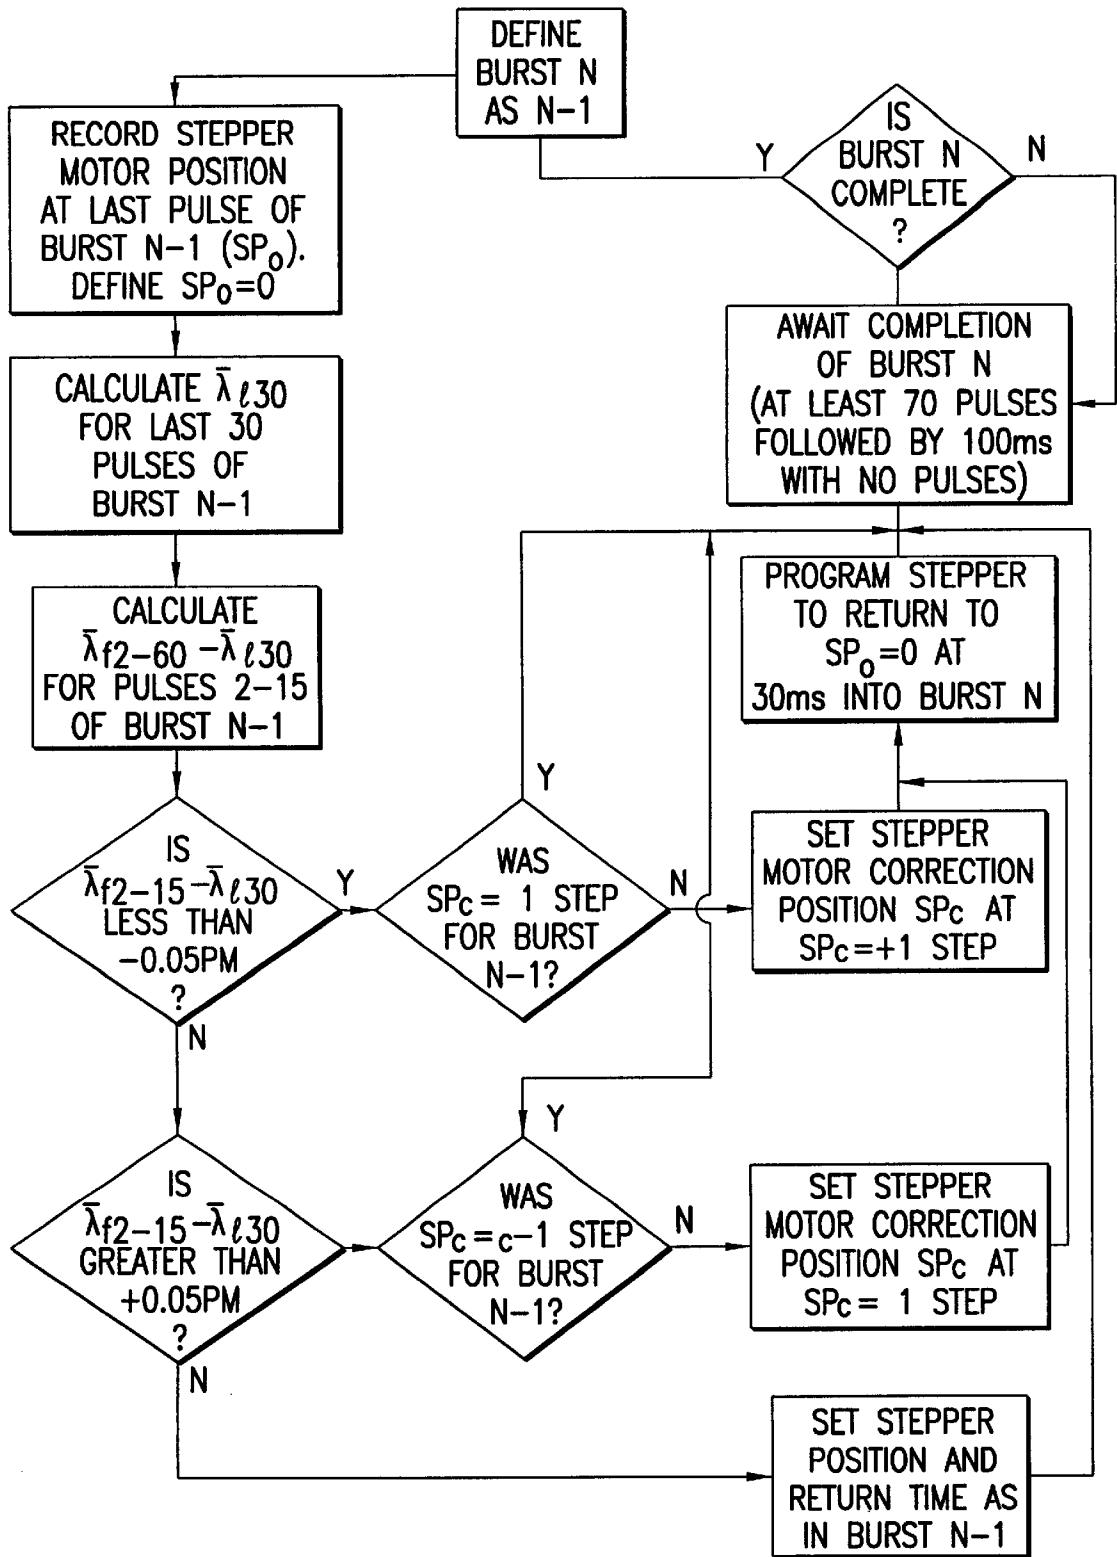 DEFINE
BURST N
AS N-1
RECORD STEPPER
MOTOR POSITION
AT LAST PULSE OF
BURST N-1 (SPo).
DEFINE SPo=0
CALCULATE λ̄ℓ30
FOR LAST 30
PULSES OF
BURST N-1
CALCULATE
λ̄f2-60 -λ̄ℓ30
FOR PULSES 2-15
OF BURST N-1
IS
λ̄f2-15-λ̄ℓ30
LESS THAN
-0.05PM
?
Y
N
WAS
SPc= 1 STEP
FOR BURST
N-1?
Y
N
SET STEPPER
MOTOR CORRECTION
POSITION SPc AT
SPc=+1 STEP
IS
λ̄f2-15-λ̄ℓ30
GREATER THAN
+0.05PM
?
N
Y
WAS
SPc=c-1 STEP
FOR BURST
N-1?
N
SET STEPPER
MOTOR CORRECTION
POSITION SPc AT
SPc= 1 STEP
SET STEPPER
POSITION AND
RETURN TIME AS
IN BURST N-1
PROGRAM STEPPER
TO RETURN TO
SPo=0 AT
30ms INTO BURST N
AWAIT COMPLETION
OF BURST N
(AT LEAST 70 PULSES
FOLLOWED BY 100ms
WITH NO PULSES)
IS
BURST N
COMPLETE
?
Y
N